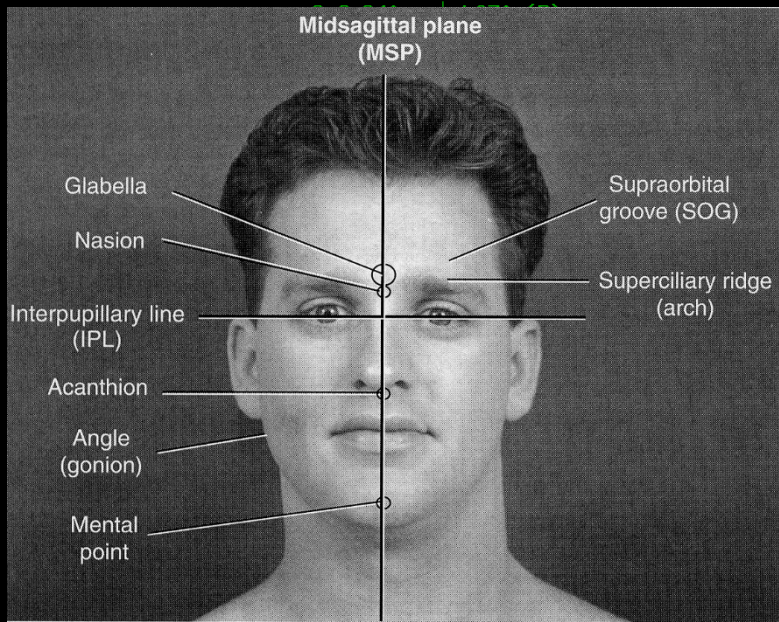 Midsagittal plane
(MSP)
Glabella
Nasion
Interpupillary line
(IPL)
Acanthion
Angle
(gonion)
Mental
point
Supraorbital
groove (SOG)
Superciliary ridge
(arch)